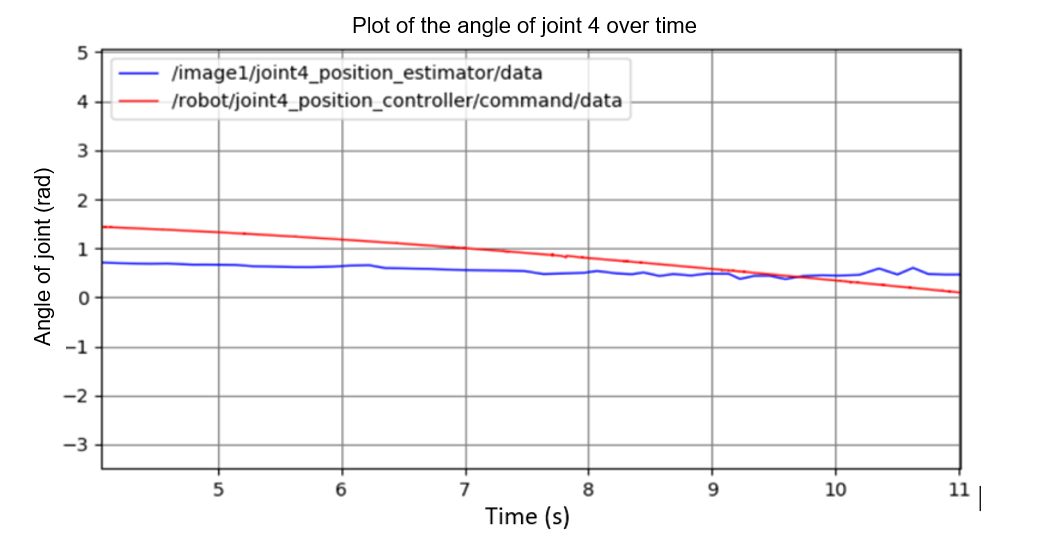 Plot of the angle of joint 4 over time
/image1/joint4_position_estimator/data
/robot/joint4_position_controller/command/data
Angle of joint (rad)
5
4
3
2
1
0
−1
−2
−3
5 6 7 8 9 10 11
Time (s)